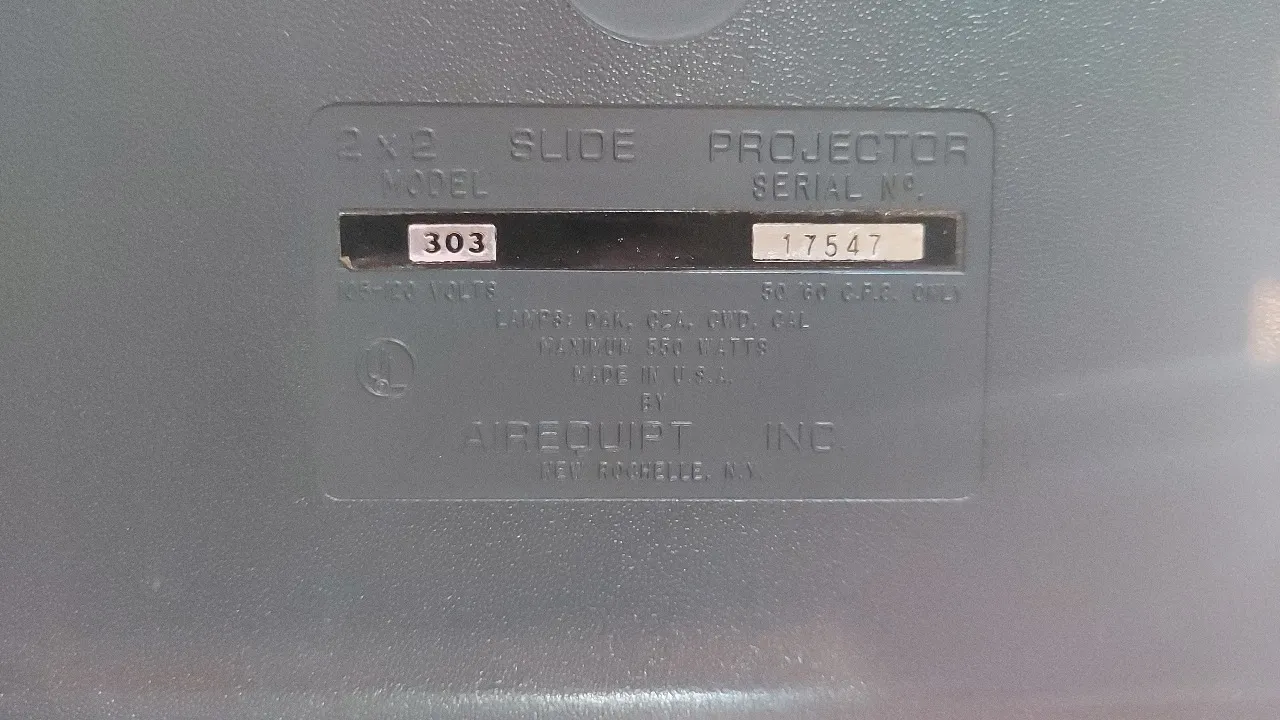 2 x 2 SLIDE PROJECTOR
MODEL SERIAL Nº.
303 17547
105-120 VOLTS 50 60 C.P.S. ONLY
LAMPS: DAK, CZA, CWD, CAL
MAXIMUM 550 WATTS
UL
MADE IN U.S.A.
BY
AIREQUIPT INC.
NEW ROCHELLE, N.Y.